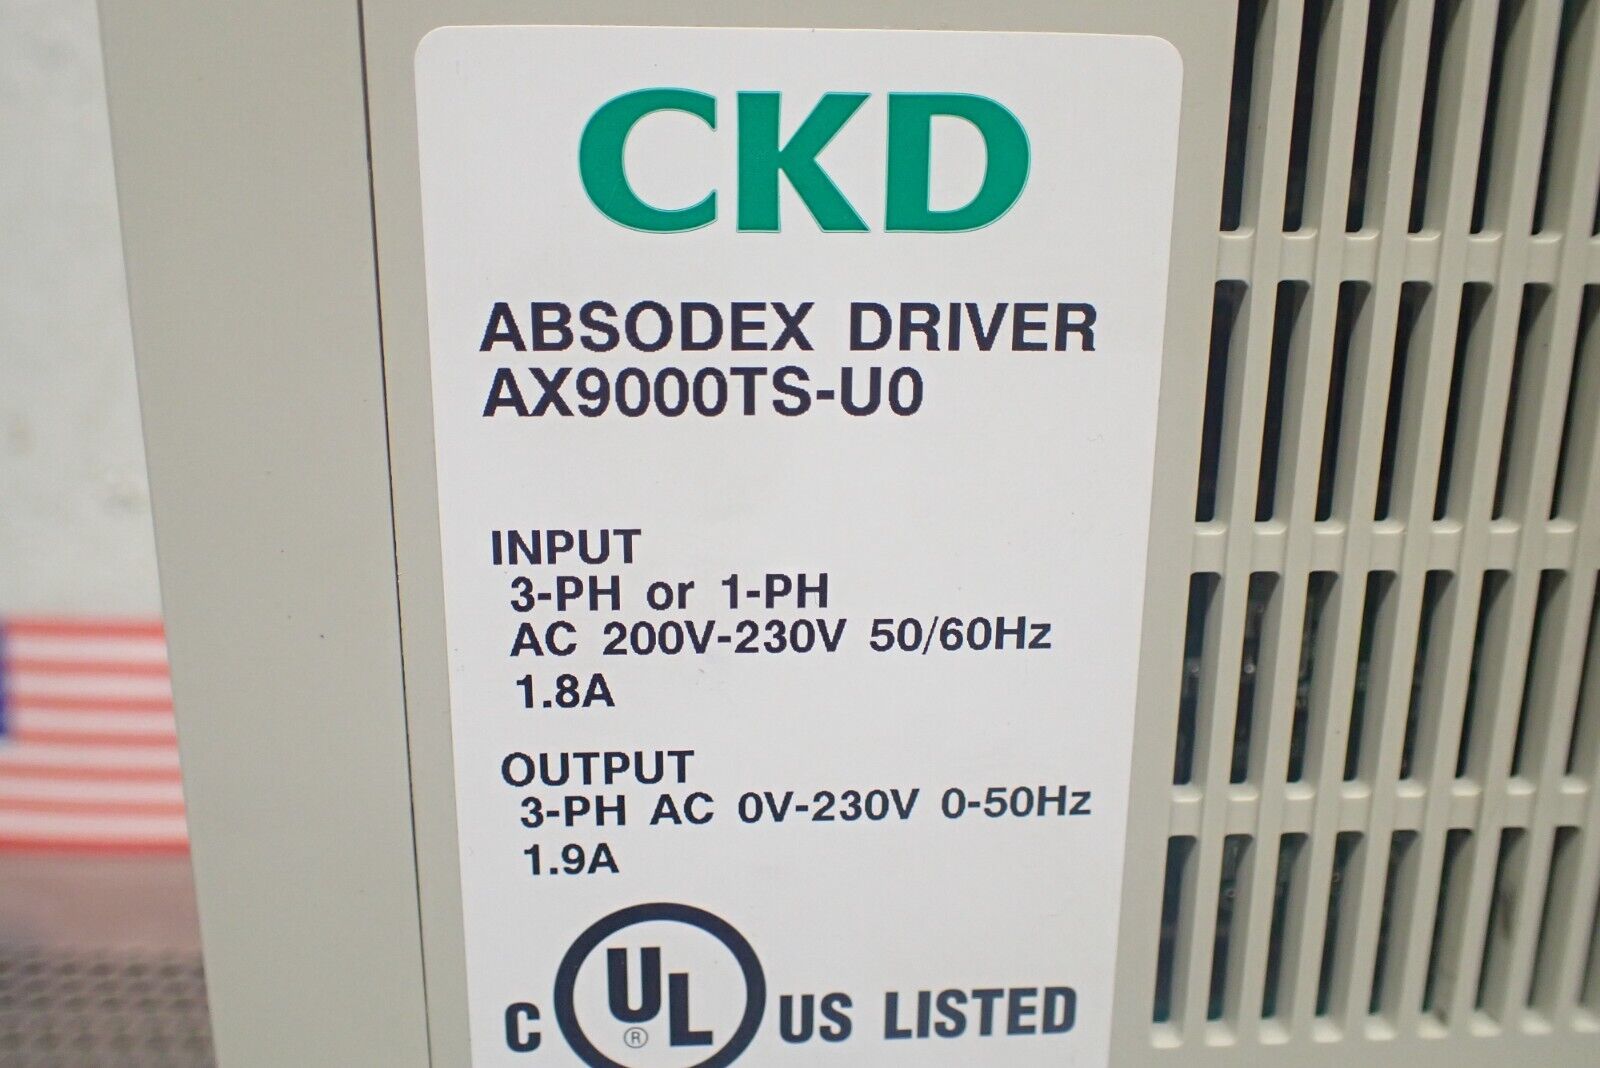 CKD
ABSODEX DRIVER
AX9000TS-U0
INPUT
3-PH or 1-PH
AC 200V-230V 50/60Hz
1.8A
OUTPUT
3-PH AC 0V-230V 0-50Hz
1.9A
C UL ® US LISTED